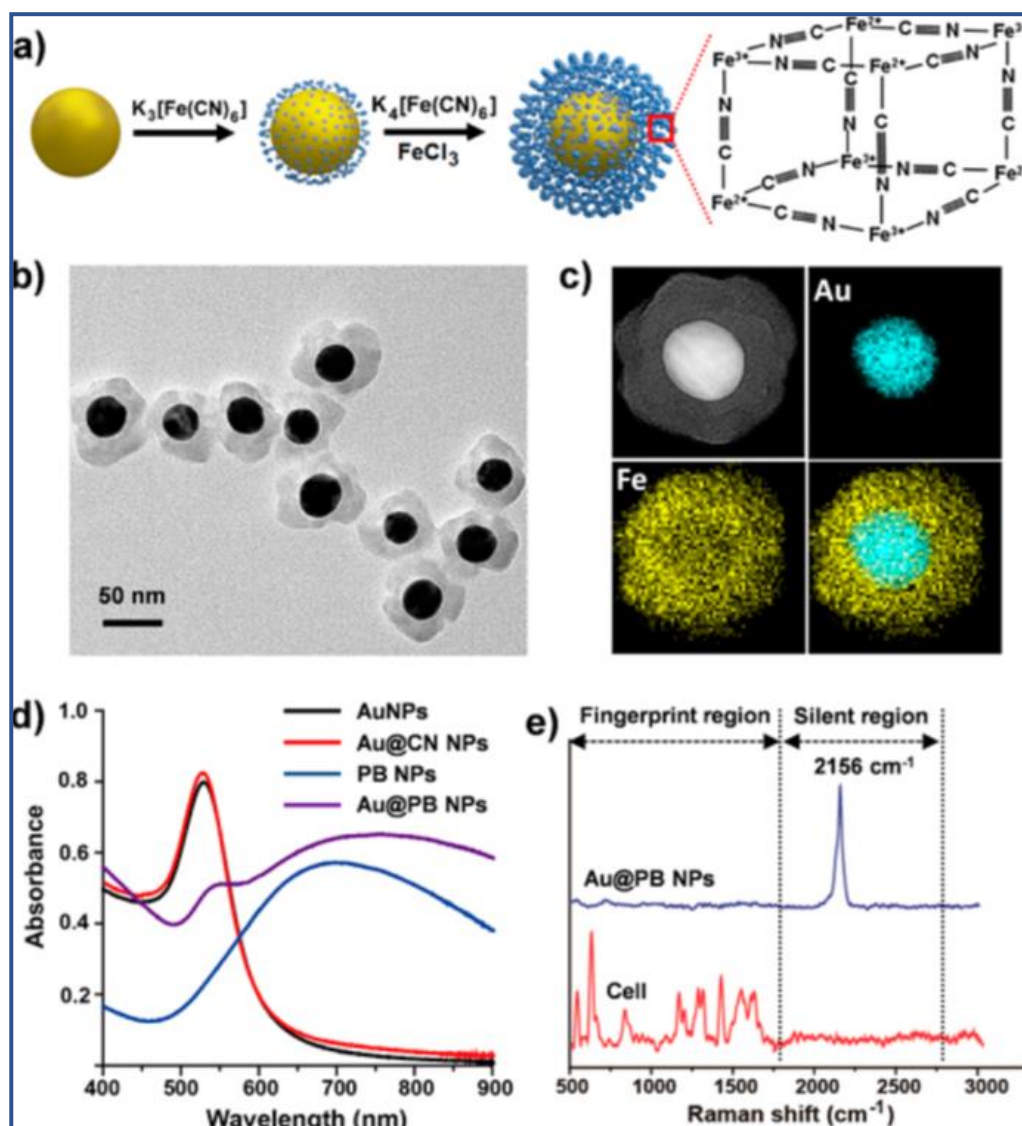 a)
K₃[Fe(CN)₆]
K₄[Fe(CN)₆]
FeCl₃
Fe²⁺ C≡N Fe³
N≡C
Fe³⁺ N≡C Fe²⁺ C≡N
N≡C
C≡N
C≡N
N≡C
Fe³⁺ N≡C Fe³
C≡N
Fe²⁺ C≡N Fe³⁺ N≡C
b)
50 nm
c)
Au
Fe
d)
1.0
0.8
0.6
0.4
0.2
Absorbance
AuNPs
Au@CN NPs
PB NPs
Au@PB NPs
400 500 600 700 800 900
Wavelength (nm)
e)
Fingerprint region
Silent region
2156 cm⁻¹
Au@PB NPs
Cell
500 1000 1500 2000 2500 3000
Raman shift (cm⁻¹)